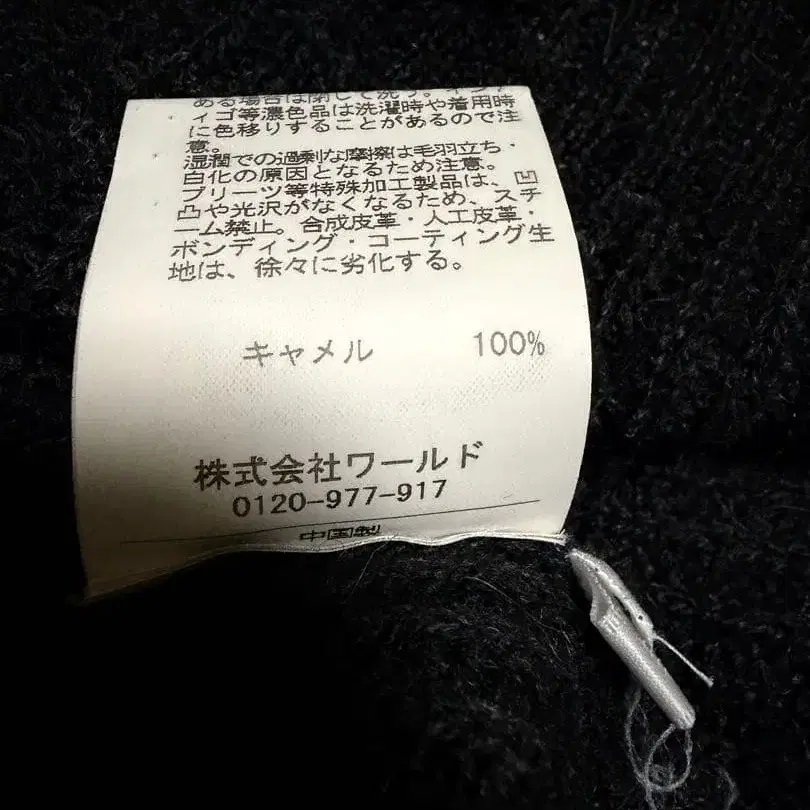 ある場合は閉じて洗う。インデ
ィゴ等濃色品は洗濯時や着用時
に色移りすることがあるので注
意。
湿潤での過剰な摩擦は毛羽立ち・
白化の原因となるため注意。
プリーツ等特殊加工製品は、凹
凸や光沢がなくなるため、スチ
ーム禁止。合成皮革・人工皮革・
ボンディング・コーティング生
地は、徐々に劣化する。
キャメル 100%
株式会社ワールド
0120-977-917
中国製